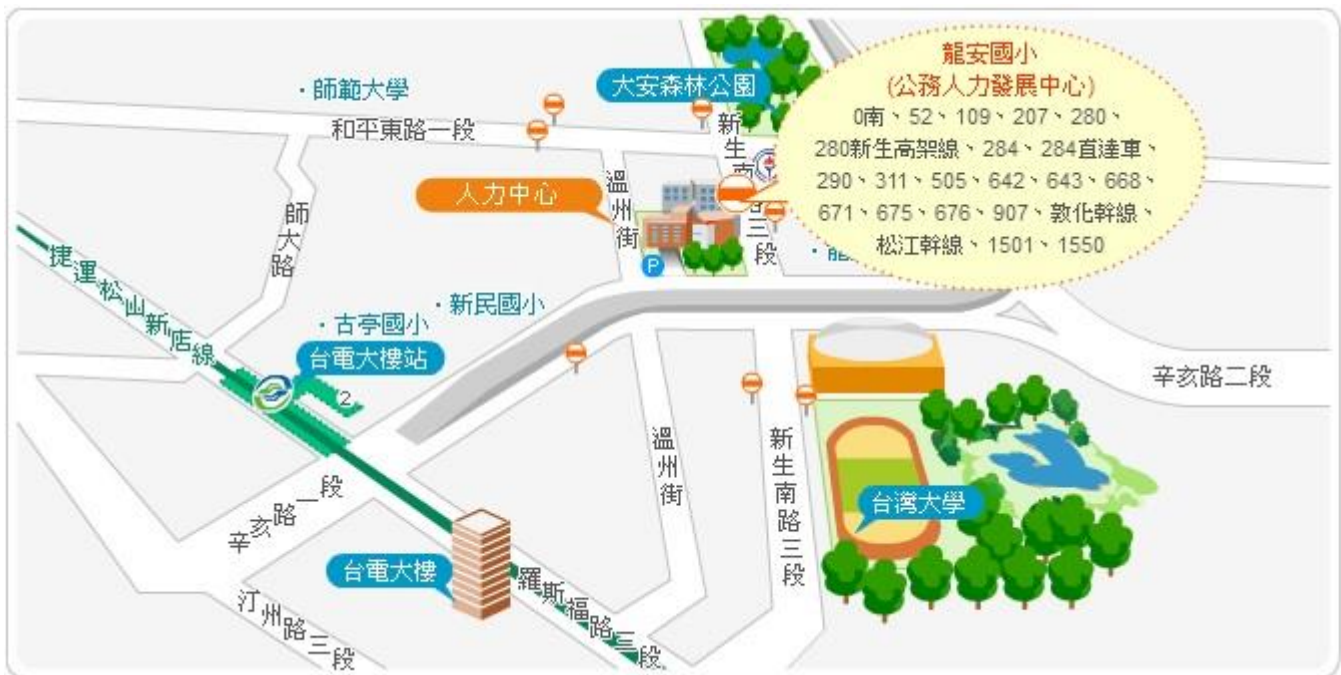 龍安國小
(公務人力發展中心)
0南、52、109、207、280、
280新生高架線、284、284直達車、
290、311、505、642、643、668、
671、675、676、907、敦化幹線、
松江幹線、1501、1550
大安森林公園
·師範大學
和平東路一段
新生南路三段
溫州街
人力中心
師大路
P
·龍
捷運松山新店線
·新民國小
·古亭國小
台電大樓站
2
辛亥路二段
溫州街
新生南路三段
台灣大學
辛亥路一段
台電大樓
羅斯福路三段
汀州路三段